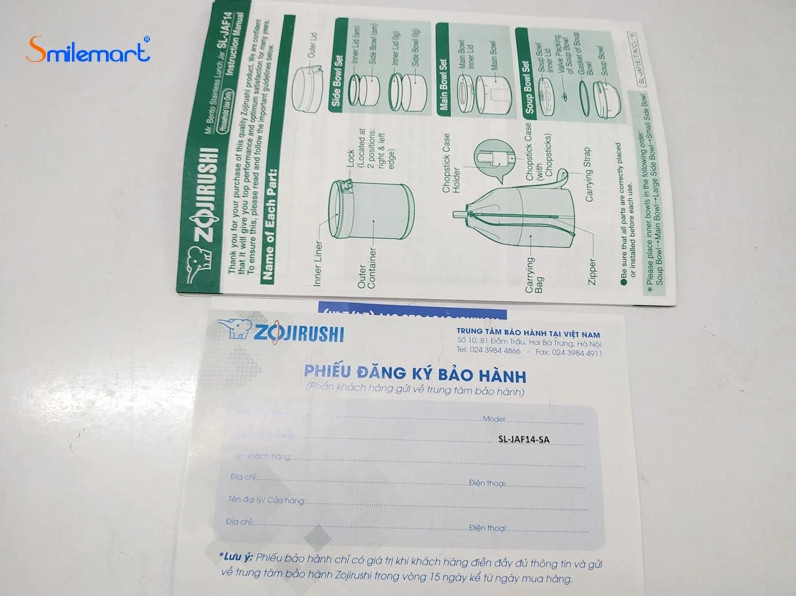 Smilemart®
ZOJIRUSHI
Mr. Bento Stainless Lunch Jar SL-JAF14
Household Use Only
Instruction Manual
Thank you for your purchase of this quality Zojirushi product. We are confident
that it will give you top performance and optimum satisfaction for many years.
To ensure this, please read and follow the important guidelines below.
Name of Each Part:
Outer Lid
Side Bowl Set
Inner Lid (sm)
Side Bowl (sm)
Inner Lid (lg)
Side Bowl (lg)
Main Bowl Set
Main Bowl
Inner Lid
Main Bowl
Soup Bowl Set
Soup Bowl
Inner Lid
Valve Packing
of Soup Bowl
Gasket of Soup
Bowl
Soup Bowl
Inner Liner
Lock
(Located at
2 positions:
right & left
edge)
Outer
Container
Chopstick Case
Holder
Chopstick Case
(with
Chopsticks)
Carrying
Bag
Carrying Strap
Zipper
●Be sure that all parts are correctly placed
or installed before each use.
* Please place inner bowls in the following order:
Soup Bowl→Main Bowl→Large Side Bowl→Small Side Bowl.
ZOJIRUSHI
TRUNG TÂM BẢO HÀNH TẠI VIỆT NAM
Số 10, B1 Đầm Trấu, Hai Bà Trưng, Hà Nội
Tel: 024 3984 4866 - Fax: 024 3984 4911
PHIẾU ĐĂNG KÝ BẢO HÀNH
(Phần khách hàng gửi về trung tâm bảo hành)
Model:
SL-JAF14-SA
khách hàng:
Địa chỉ:
Điện thoại:
Tên đại lý/ Cửa hàng:
Địa chỉ:
Điện thoại:
*Lưu ý: Phiếu bảo hành chỉ có giá trị khi khách hàng điền đầy đủ thông tin và gửi
về trung tâm bảo hành Zojirushi trong vòng 15 ngày kể từ ngày mua hàng.